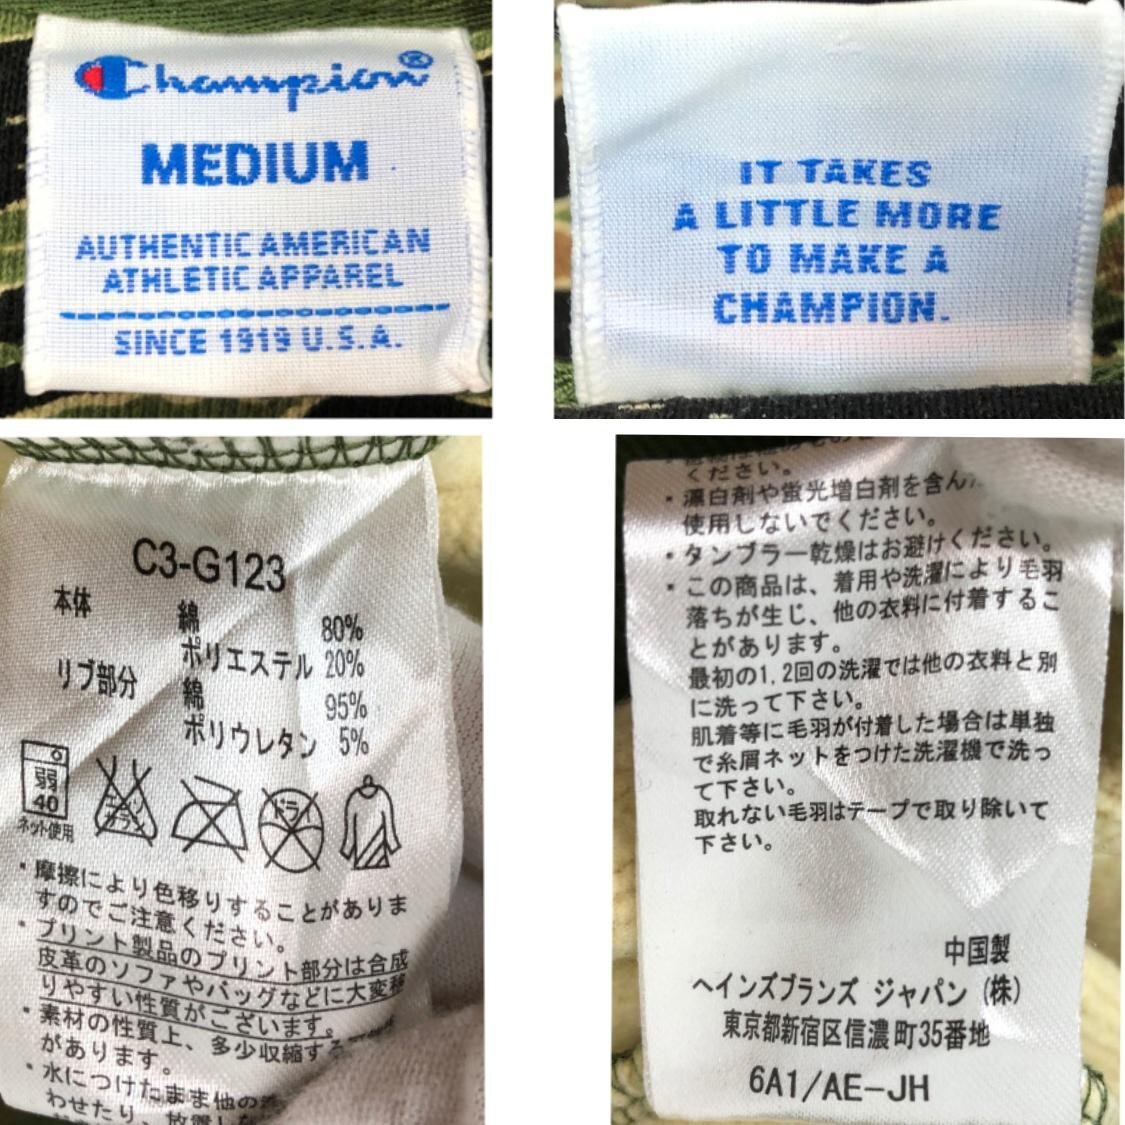 Champion®
MEDIUM
AUTHENTIC AMERICAN
ATHLETIC APPAREL
SINCE 1919 U.S.A.
IT TAKES
A LITTLE MORE
TO MAKE A
CHAMPION.
C3-G123
本体 綿 80%
ポリエステル 20%
リブ部分 綿 95%
ポリウレタン 5%
弱
40
ネット使用
エンソ
サラシ
ドライ
・摩擦により色移りすることがありま
すのでご注意ください。
・プリント製品のプリント部分は合成
皮革のソファやバッグなどに大変移
りやすい性質がございます。
・素材の性質上、多少収縮する
があります。
・水につけたまま他の
わせたり、放置し
ください。
・漂白剤や蛍光増白剤を含ん
使用しないでください。
・タンブラー乾燥はお避けください。
・この商品は、着用や洗濯により毛羽
落ちが生じ、他の衣料に付着するこ
とがあります。
最初の1,2回の洗濯では他の衣料と別
に洗って下さい。
肌着等に毛羽が付着した場合は単独
で糸屑ネットをつけた洗濯機で洗っ
て下さい。
取れない毛羽はテープで取り除いて
下さい。
中国製
ヘインズブランズ ジャパン (株)
東京都新宿区信濃町35番地
6A1/AE-JH